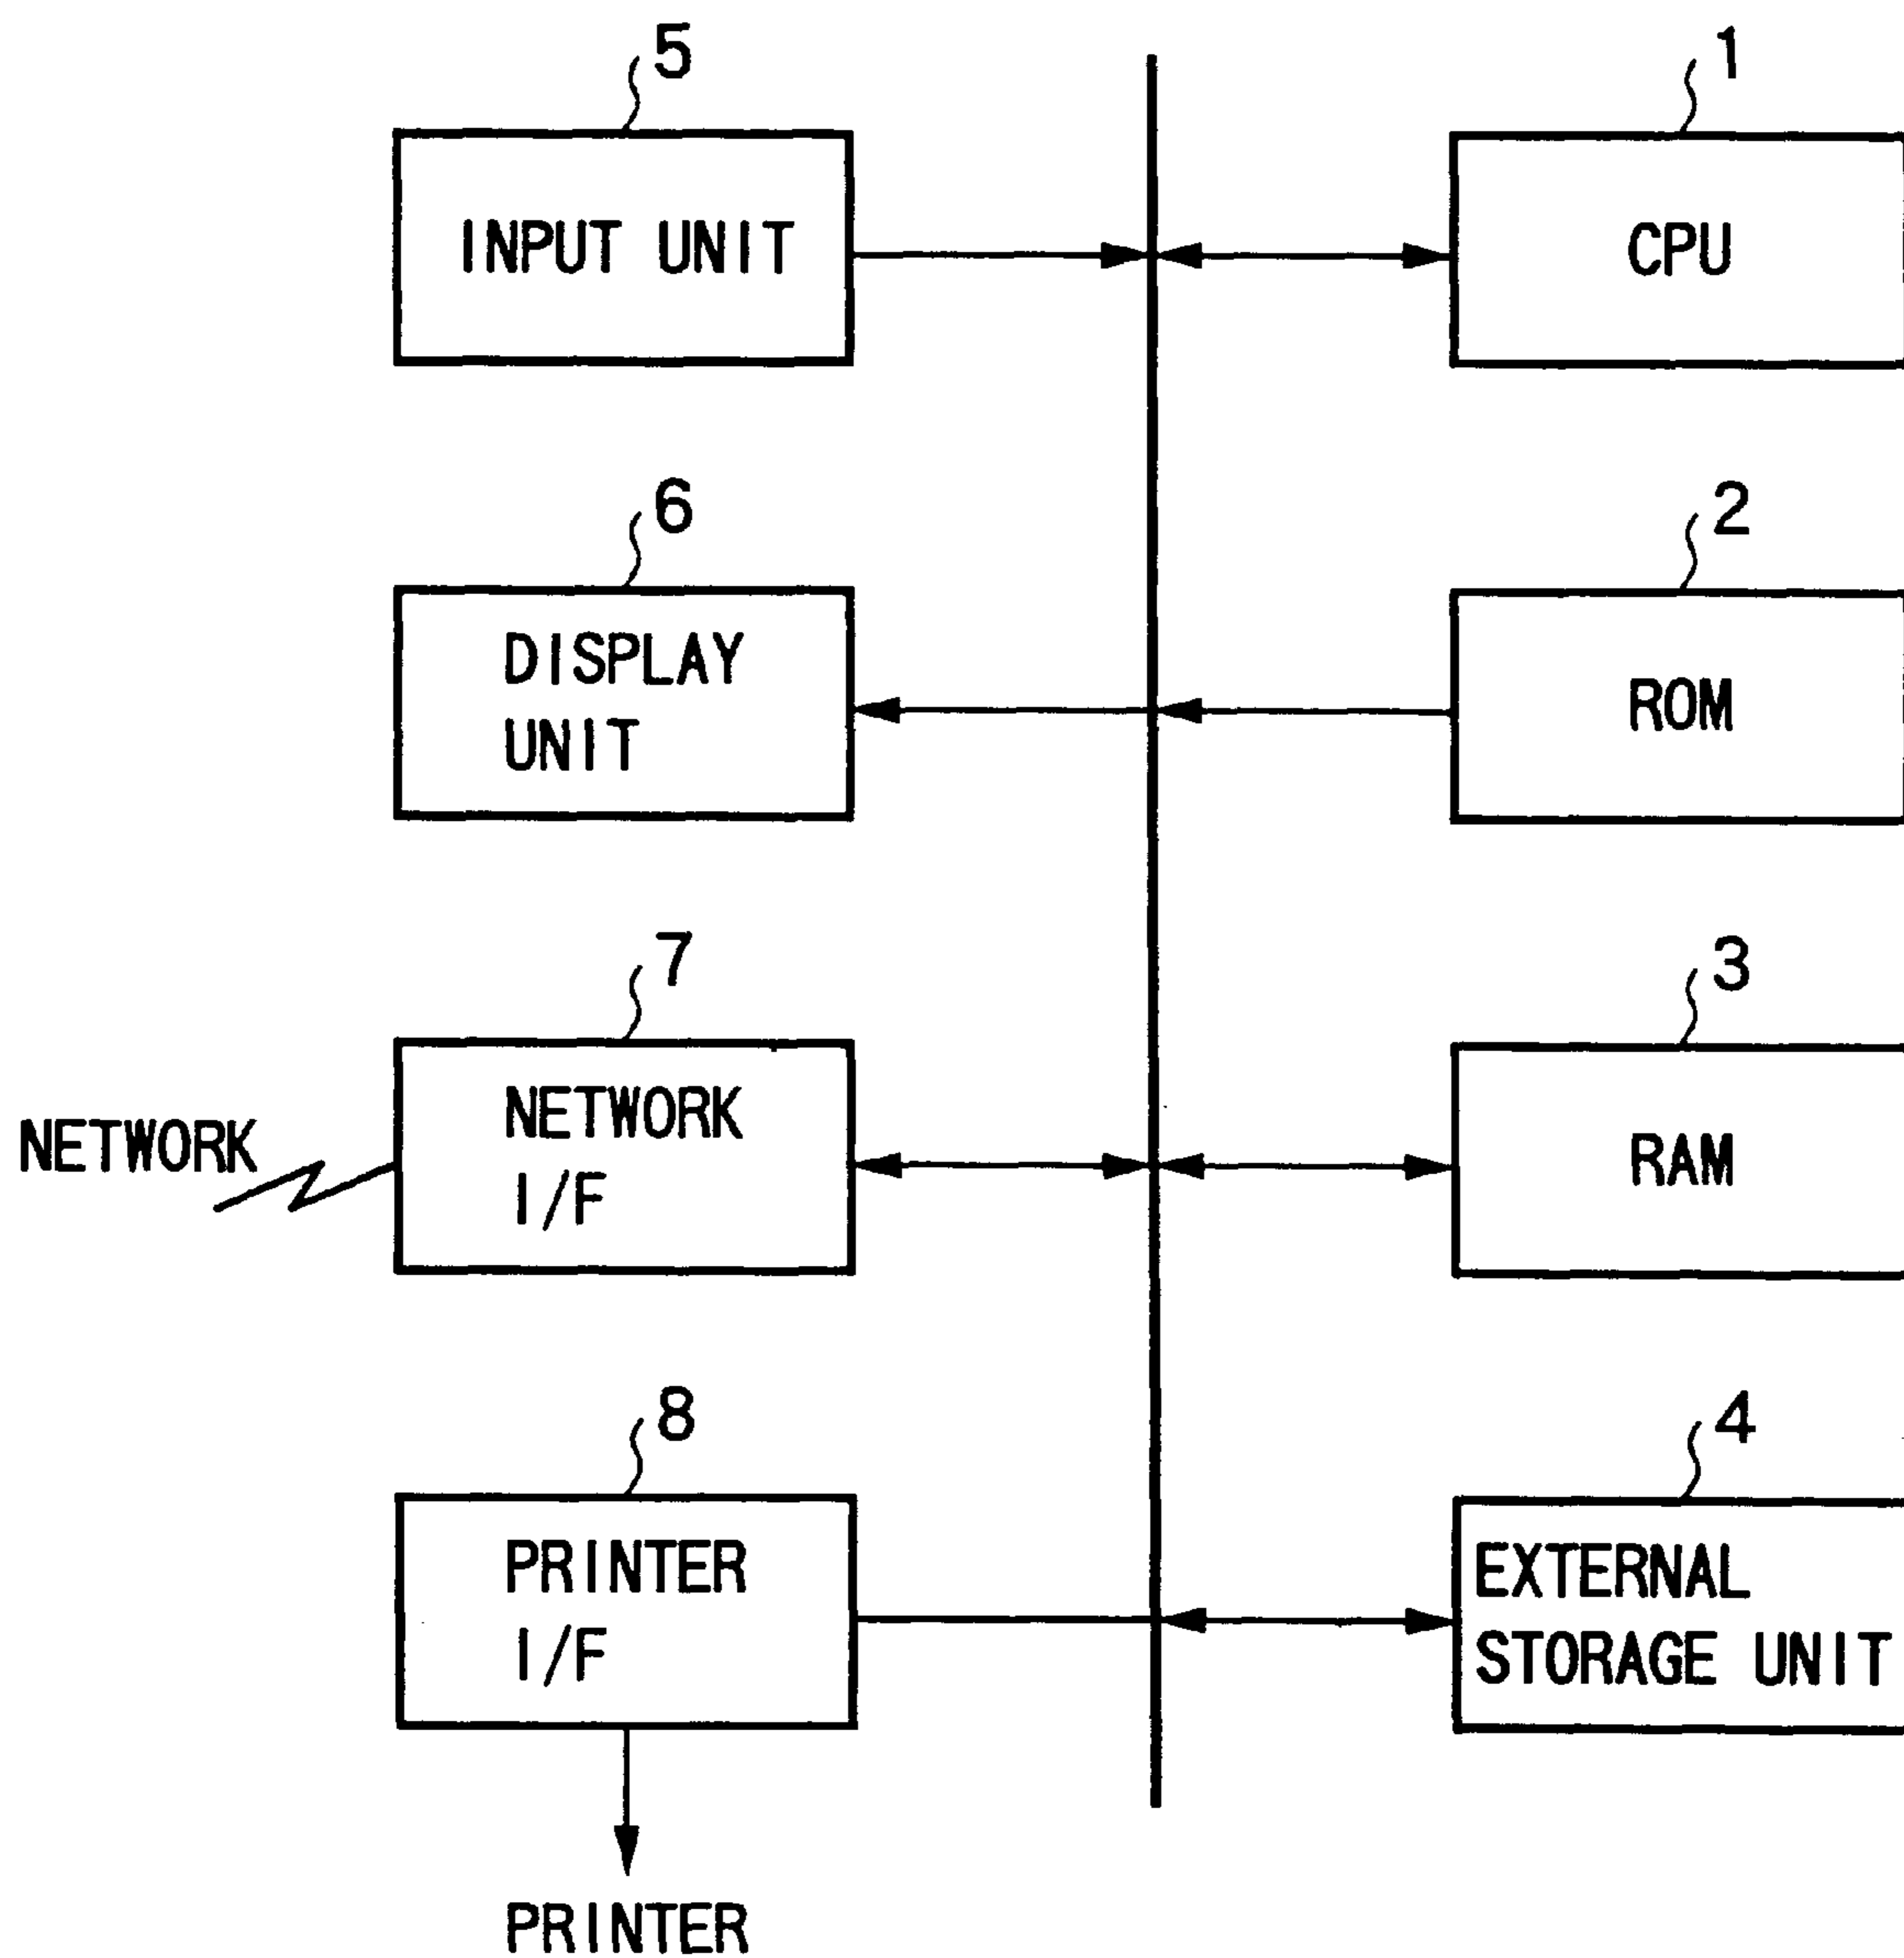 5
INPUT UNIT
1
CPU
6
DISPLAY
UNIT
2
ROM
7
NETWORK
I/F
NETWORK
3
RAM
8
PRINTER
I/F
PRINTER
4
EXTERNAL
STORAGE UNIT